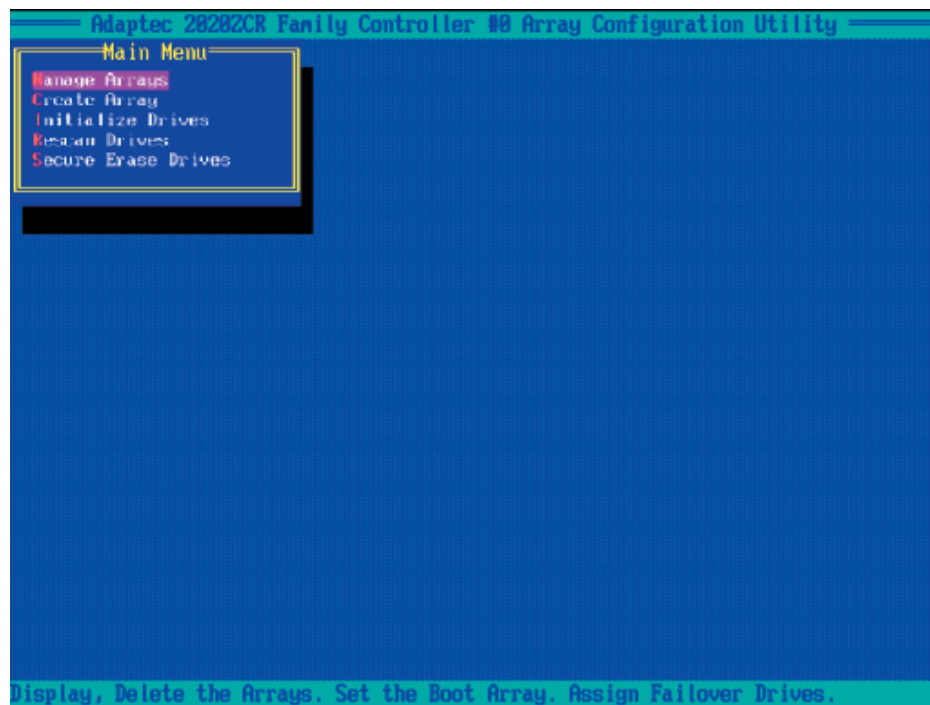 Adaptec 2020ZCR Family Controller #0 Array Configuration Utility
Main Menu
Manage Arrays
Create Array
Initialize Drives
Rescan Drives
Secure Erase Drives
Display, Delete the Arrays. Set the Boot Array. Assign Failover Drives.